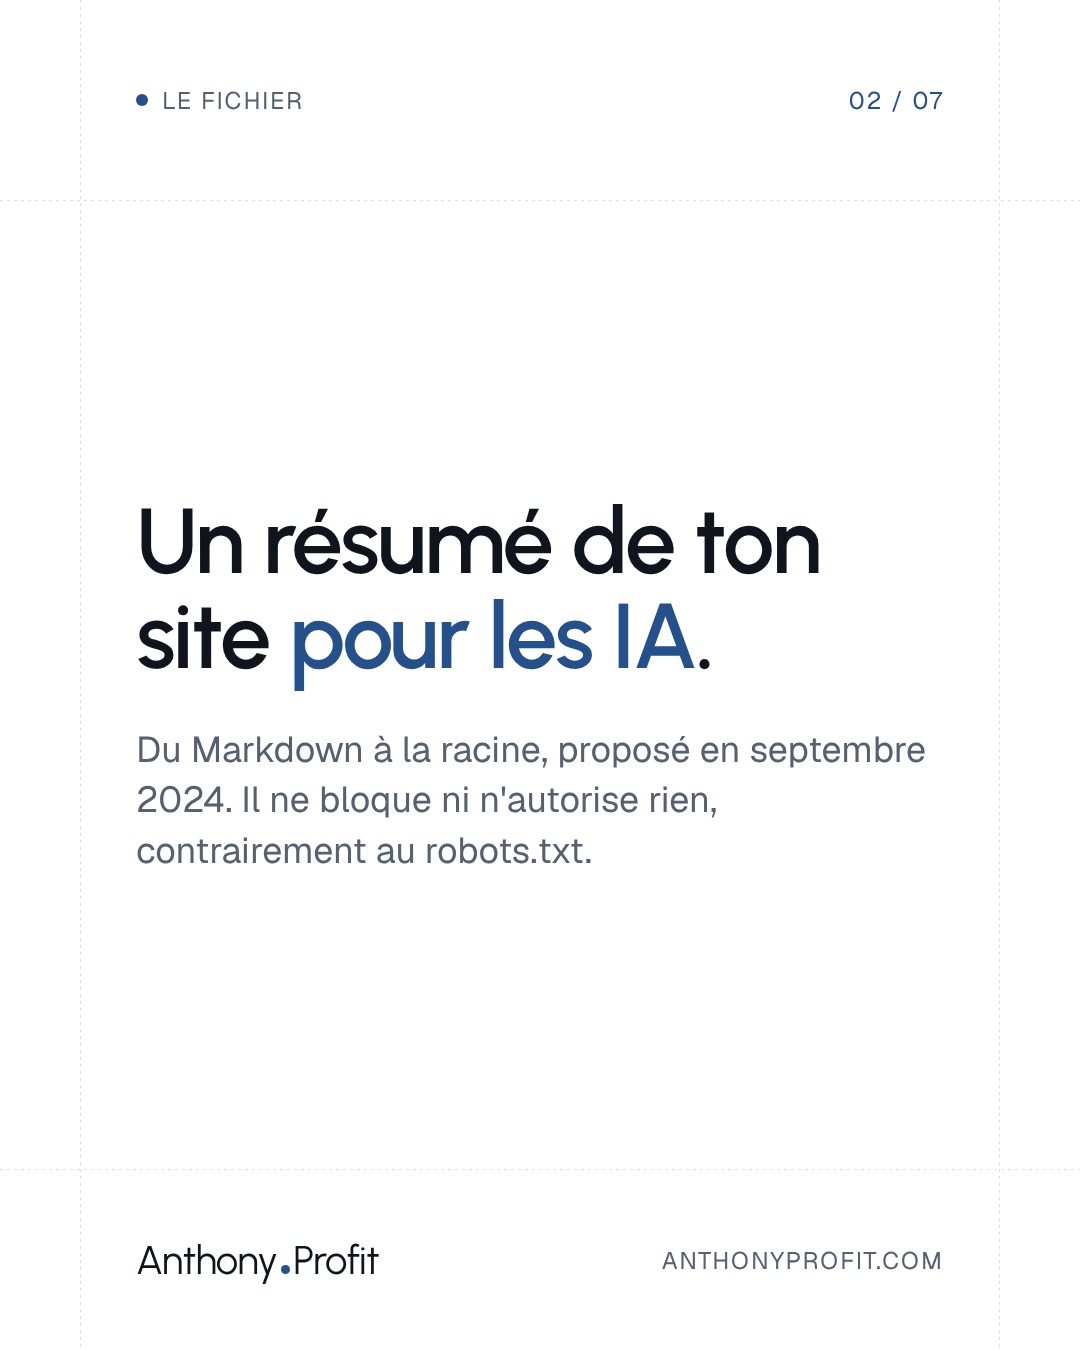 LE FICHIER
02 / 07
Un résumé de ton
site pour les IA.
Du Markdown à la racine, proposé en septembre
2024. Il ne bloque ni n'autorise rien,
contrairement au robots.txt.
Anthony.Profit
ANTHONYPROFIT.COM